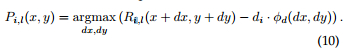 P_{i,l}(x, y) = argmax_{dx,dy} (R_{i,l}(x + dx, y + dy) − d_i · ϕ_d(dx, dy)) .
(10)